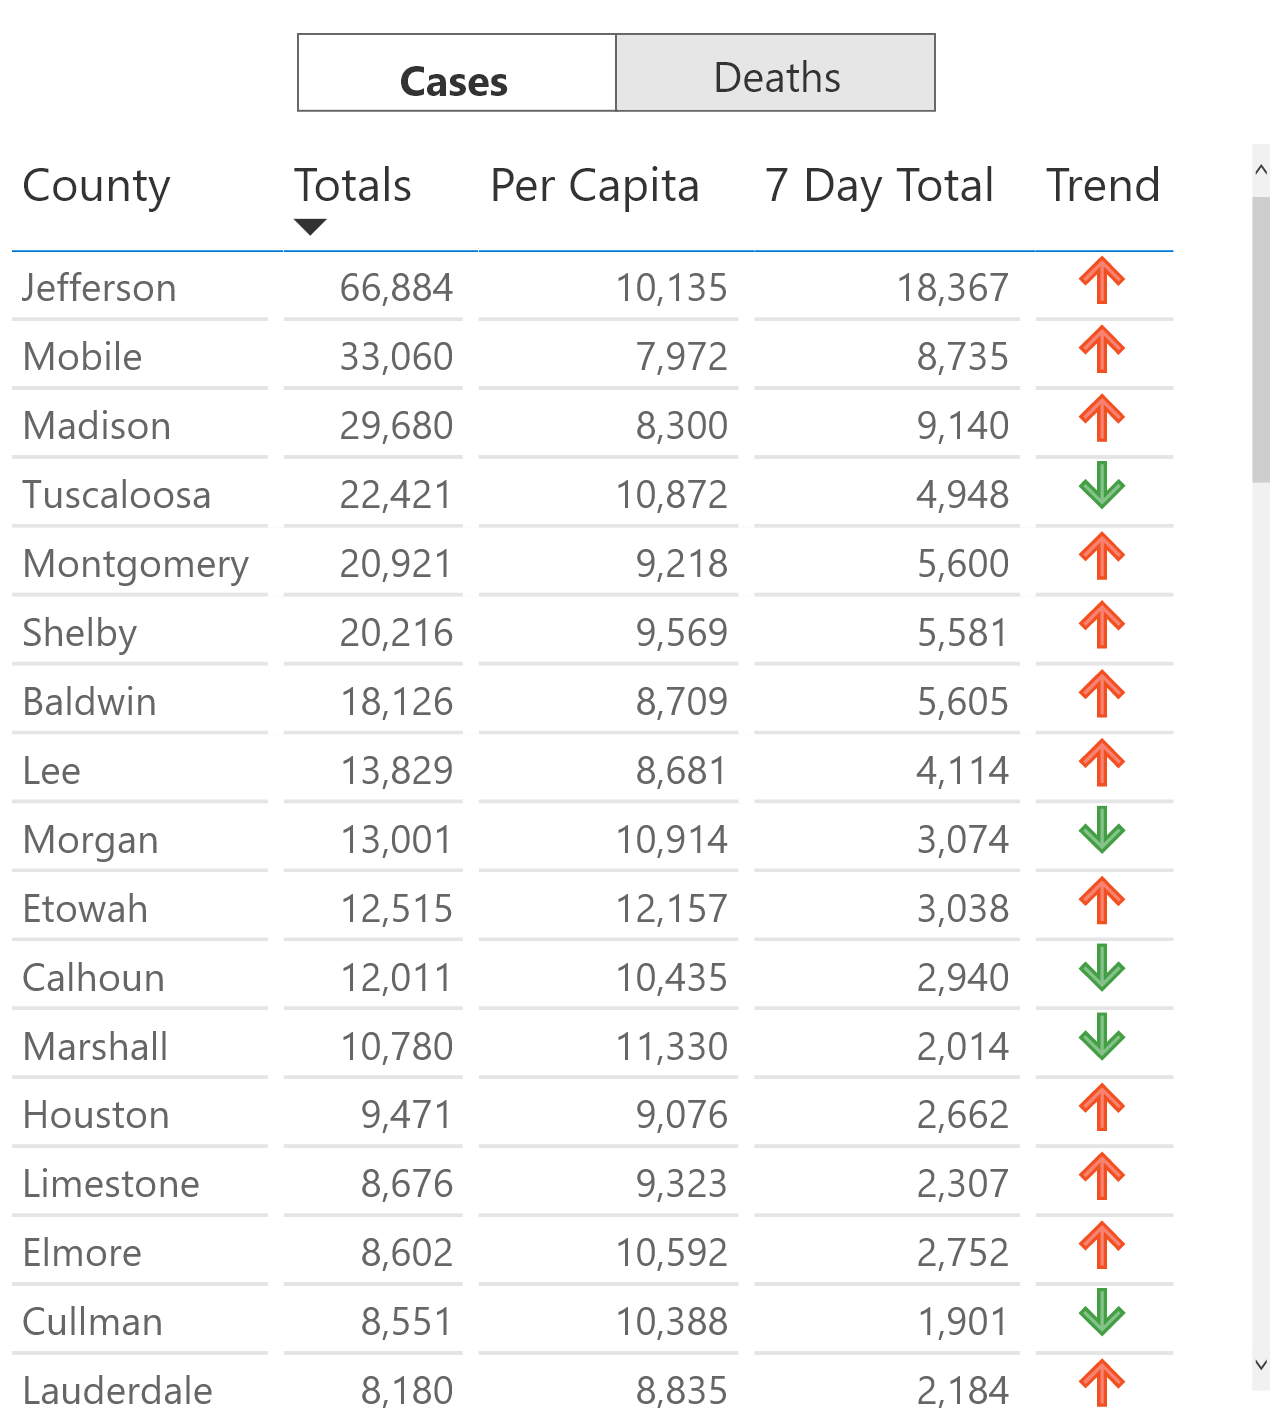 Cases Deaths
County Totals Per Capita 7 Day Total Trend
Jefferson 66,884 10,135 18,367
Mobile 33,060 7,972 8,735
Madison 29,680 8,300 9,140
Tuscaloosa 22,421 10,872 4,948
Montgomery 20,921 9,218 5,600
Shelby 20,216 9,569 5,581
Baldwin 18,126 8,709 5,605
Lee 13,829 8,681 4,114
Morgan 13,001 10,914 3,074
Etowah 12,515 12,157 3,038
Calhoun 12,011 10,435 2,940
Marshall 10,780 11,330 2,014
Houston 9,471 9,076 2,662
Limestone 8,676 9,323 2,307
Elmore 8,602 10,592 2,752
Cullman 8,551 10,388 1,901
Lauderdale 8,180 8,835 2,184